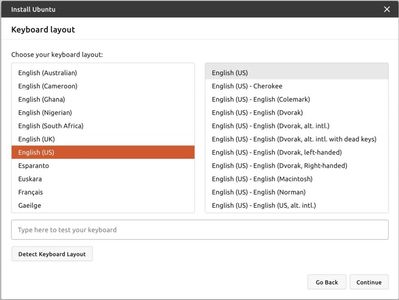 Install Ubuntu
Keyboard layout
Choose your keyboard layout:
English (Australian)
English (Cameroon)
English (Ghana)
English (Nigerian)
English (South Africa)
English (UK)
English (US)
Esparanto
Euskara
Français
Gaeilge
English (US)
English (US) - Cherokee
English (US) - English (Colemark)
English (US) - English (Dvorak)
English (US) - English (Dvorak, alt. intl.)
English (US) - English (Dvorak, alt. intl. with dead keys)
English (US) - English (Dvorak, left-handed)
English (US) - English (Dvorak, Right-handed)
English (US) - English (Macintosh)
English (US) - English (Norman)
English (US) - English (US, alt. intl.)
Type here to test your keyboard
Detect Keyboard Layout
Go Back
Continue